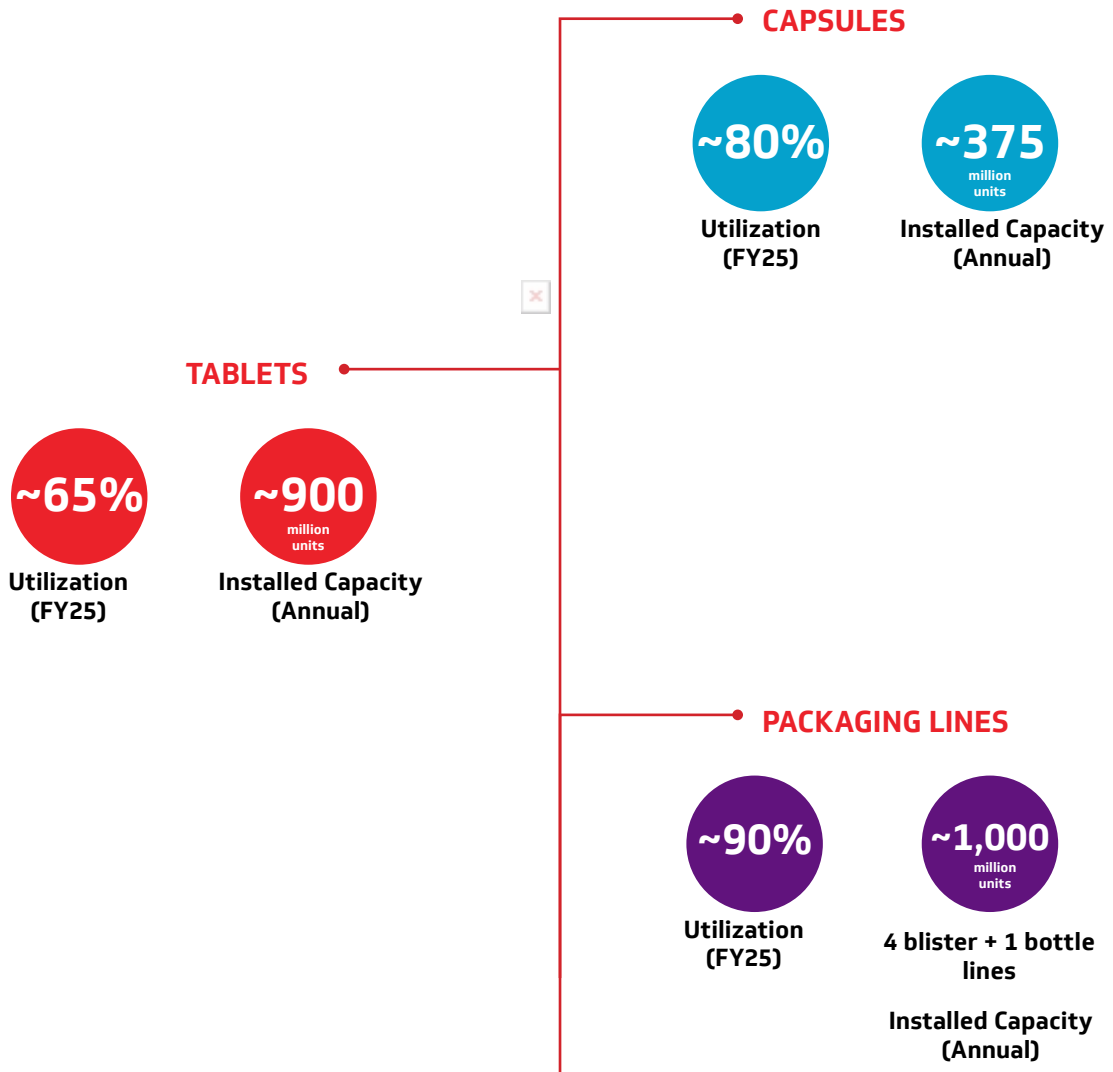 CAPSULES
~80%
Utilization
(FY25)
~375
million
units
Installed Capacity
(Annual)
TABLETS
~65%
Utilization
(FY25)
~900
million
units
Installed Capacity
(Annual)
PACKAGING LINES
~90%
Utilization
(FY25)
~1,000
million
units
4 blister + 1 bottle
lines
Installed Capacity
(Annual)